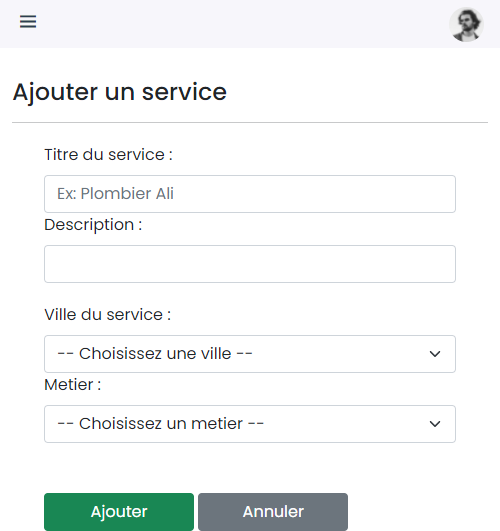 Ajouter un service
Titre du service :
Ex: Plombier Ali
Description :
Ville du service :
-- Choisissez une ville --
Metier :
-- Choisissez un metier --
Ajouter Annuler